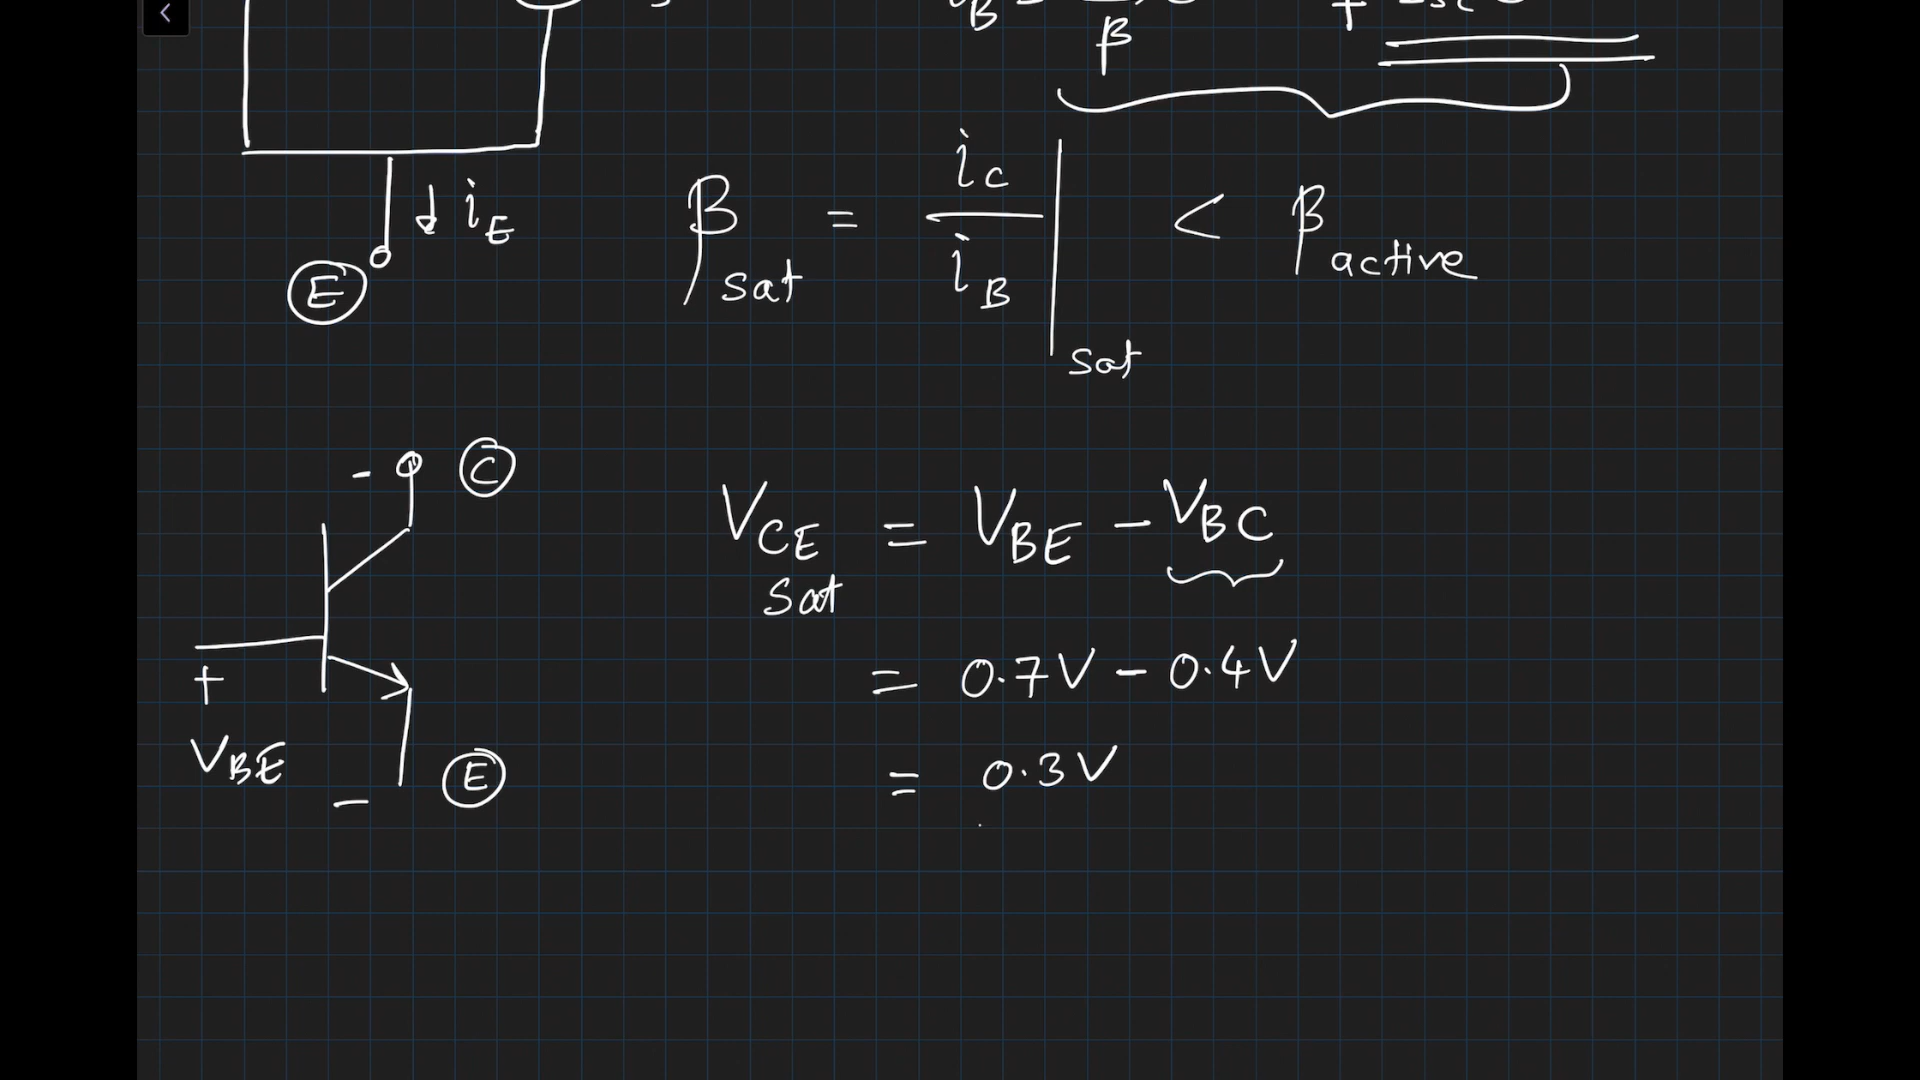 β
↓ i_E
E
β_sat = i_C / i_B |_sat < β_active
- C
V_CE sat = V_BE - V_BC
+
= 0.7V - 0.4V
V_BE
- E
= 0.3V